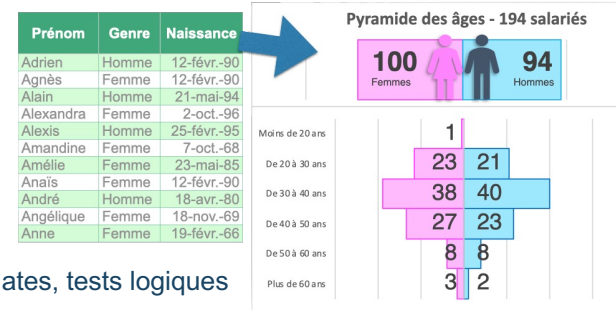 Prénom Genre Naissance
Adrien Homme 12-févr.-90
Agnès Femme 12-févr.-90
Alain Homme 21-mai-94
Alexandra Femme 2-oct.-96
Alexis Homme 25-févr.-95
Amandine Femme 7-oct.-68
Amélie Femme 23-mai-85
Anaïs Femme 12-févr.-90
André Homme 18-avr.-80
Angélique Femme 18-nov.-69
Anne Femme 19-févr.-66
ates, tests logiques
Pyramide des âges - 194 salariés
100 94
Femmes Hommes
Moins de 20 ans 1
De 20 à 30 ans 23 21
De 30 à 40 ans 38 40
De 40 à 50 ans 27 23
De 50 à 60 ans 8 8
Plus de 60 ans 3 2